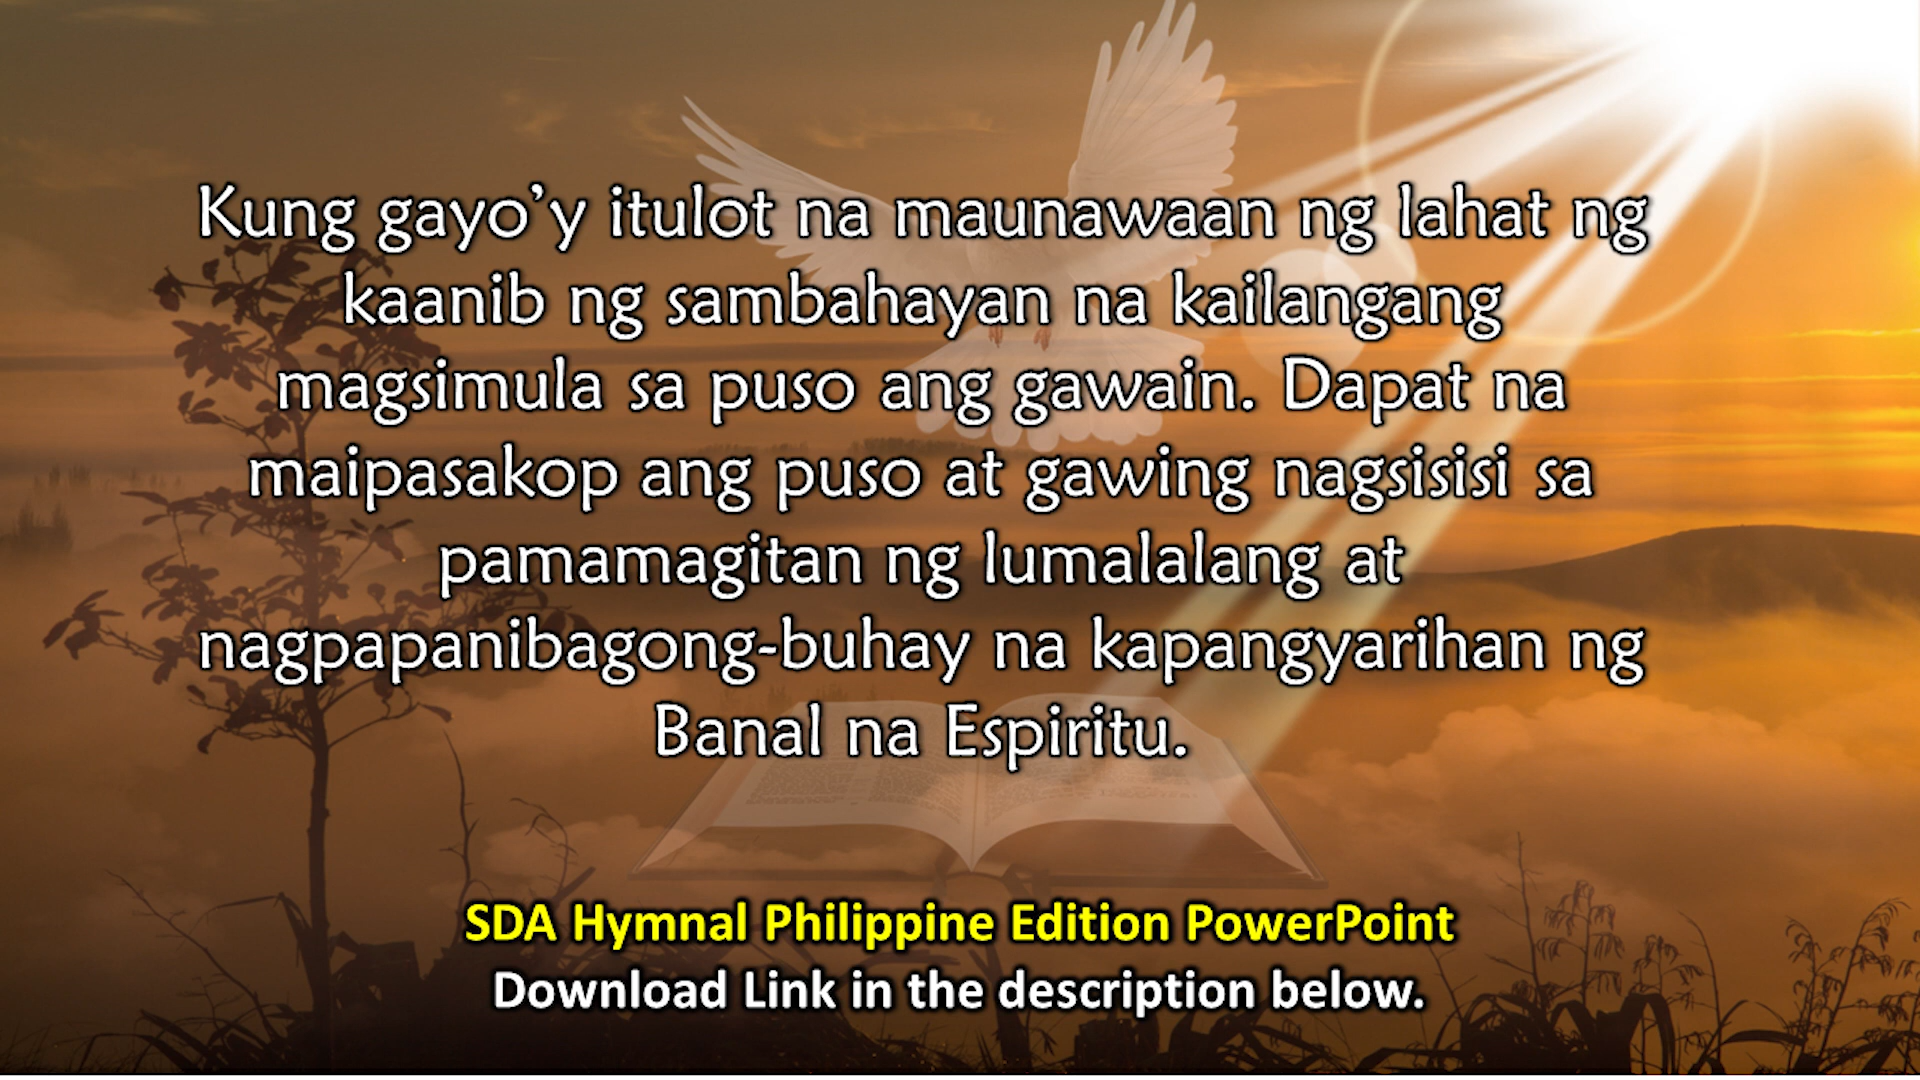 Kung gayo’y itulot na maunawaan ng lahat ng
kaanib ng sambahayan na kailangang
magsimula sa puso ang gawain. Dapat na
maipasakop ang puso at gawing nagsisisi sa
pamamagitan ng lumalalang at
nagpapanibagong-buhay na kapangyarihan ng
Banal na Espiritu.
SDA Hymnal Philippine Edition PowerPoint
Download Link in the description below.